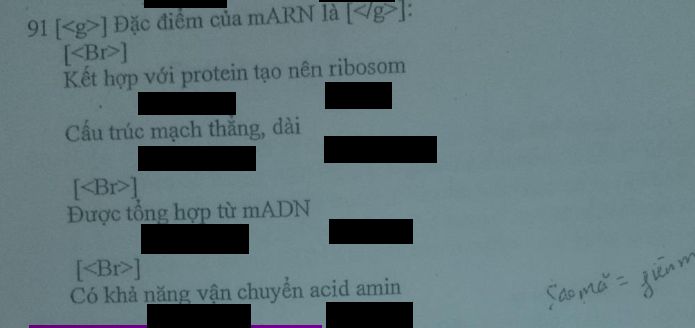 91 [<g>] Đặc điểm của mARN là [</g>]:
[<Br>]
Kết hợp với protein tạo nên ribosom
Cấu trúc mạch thẳng, dài
[<Br>]
Được tổng hợp từ mADN
[<Br>]
Có khả năng vận chuyển acid amin
Sao mã =